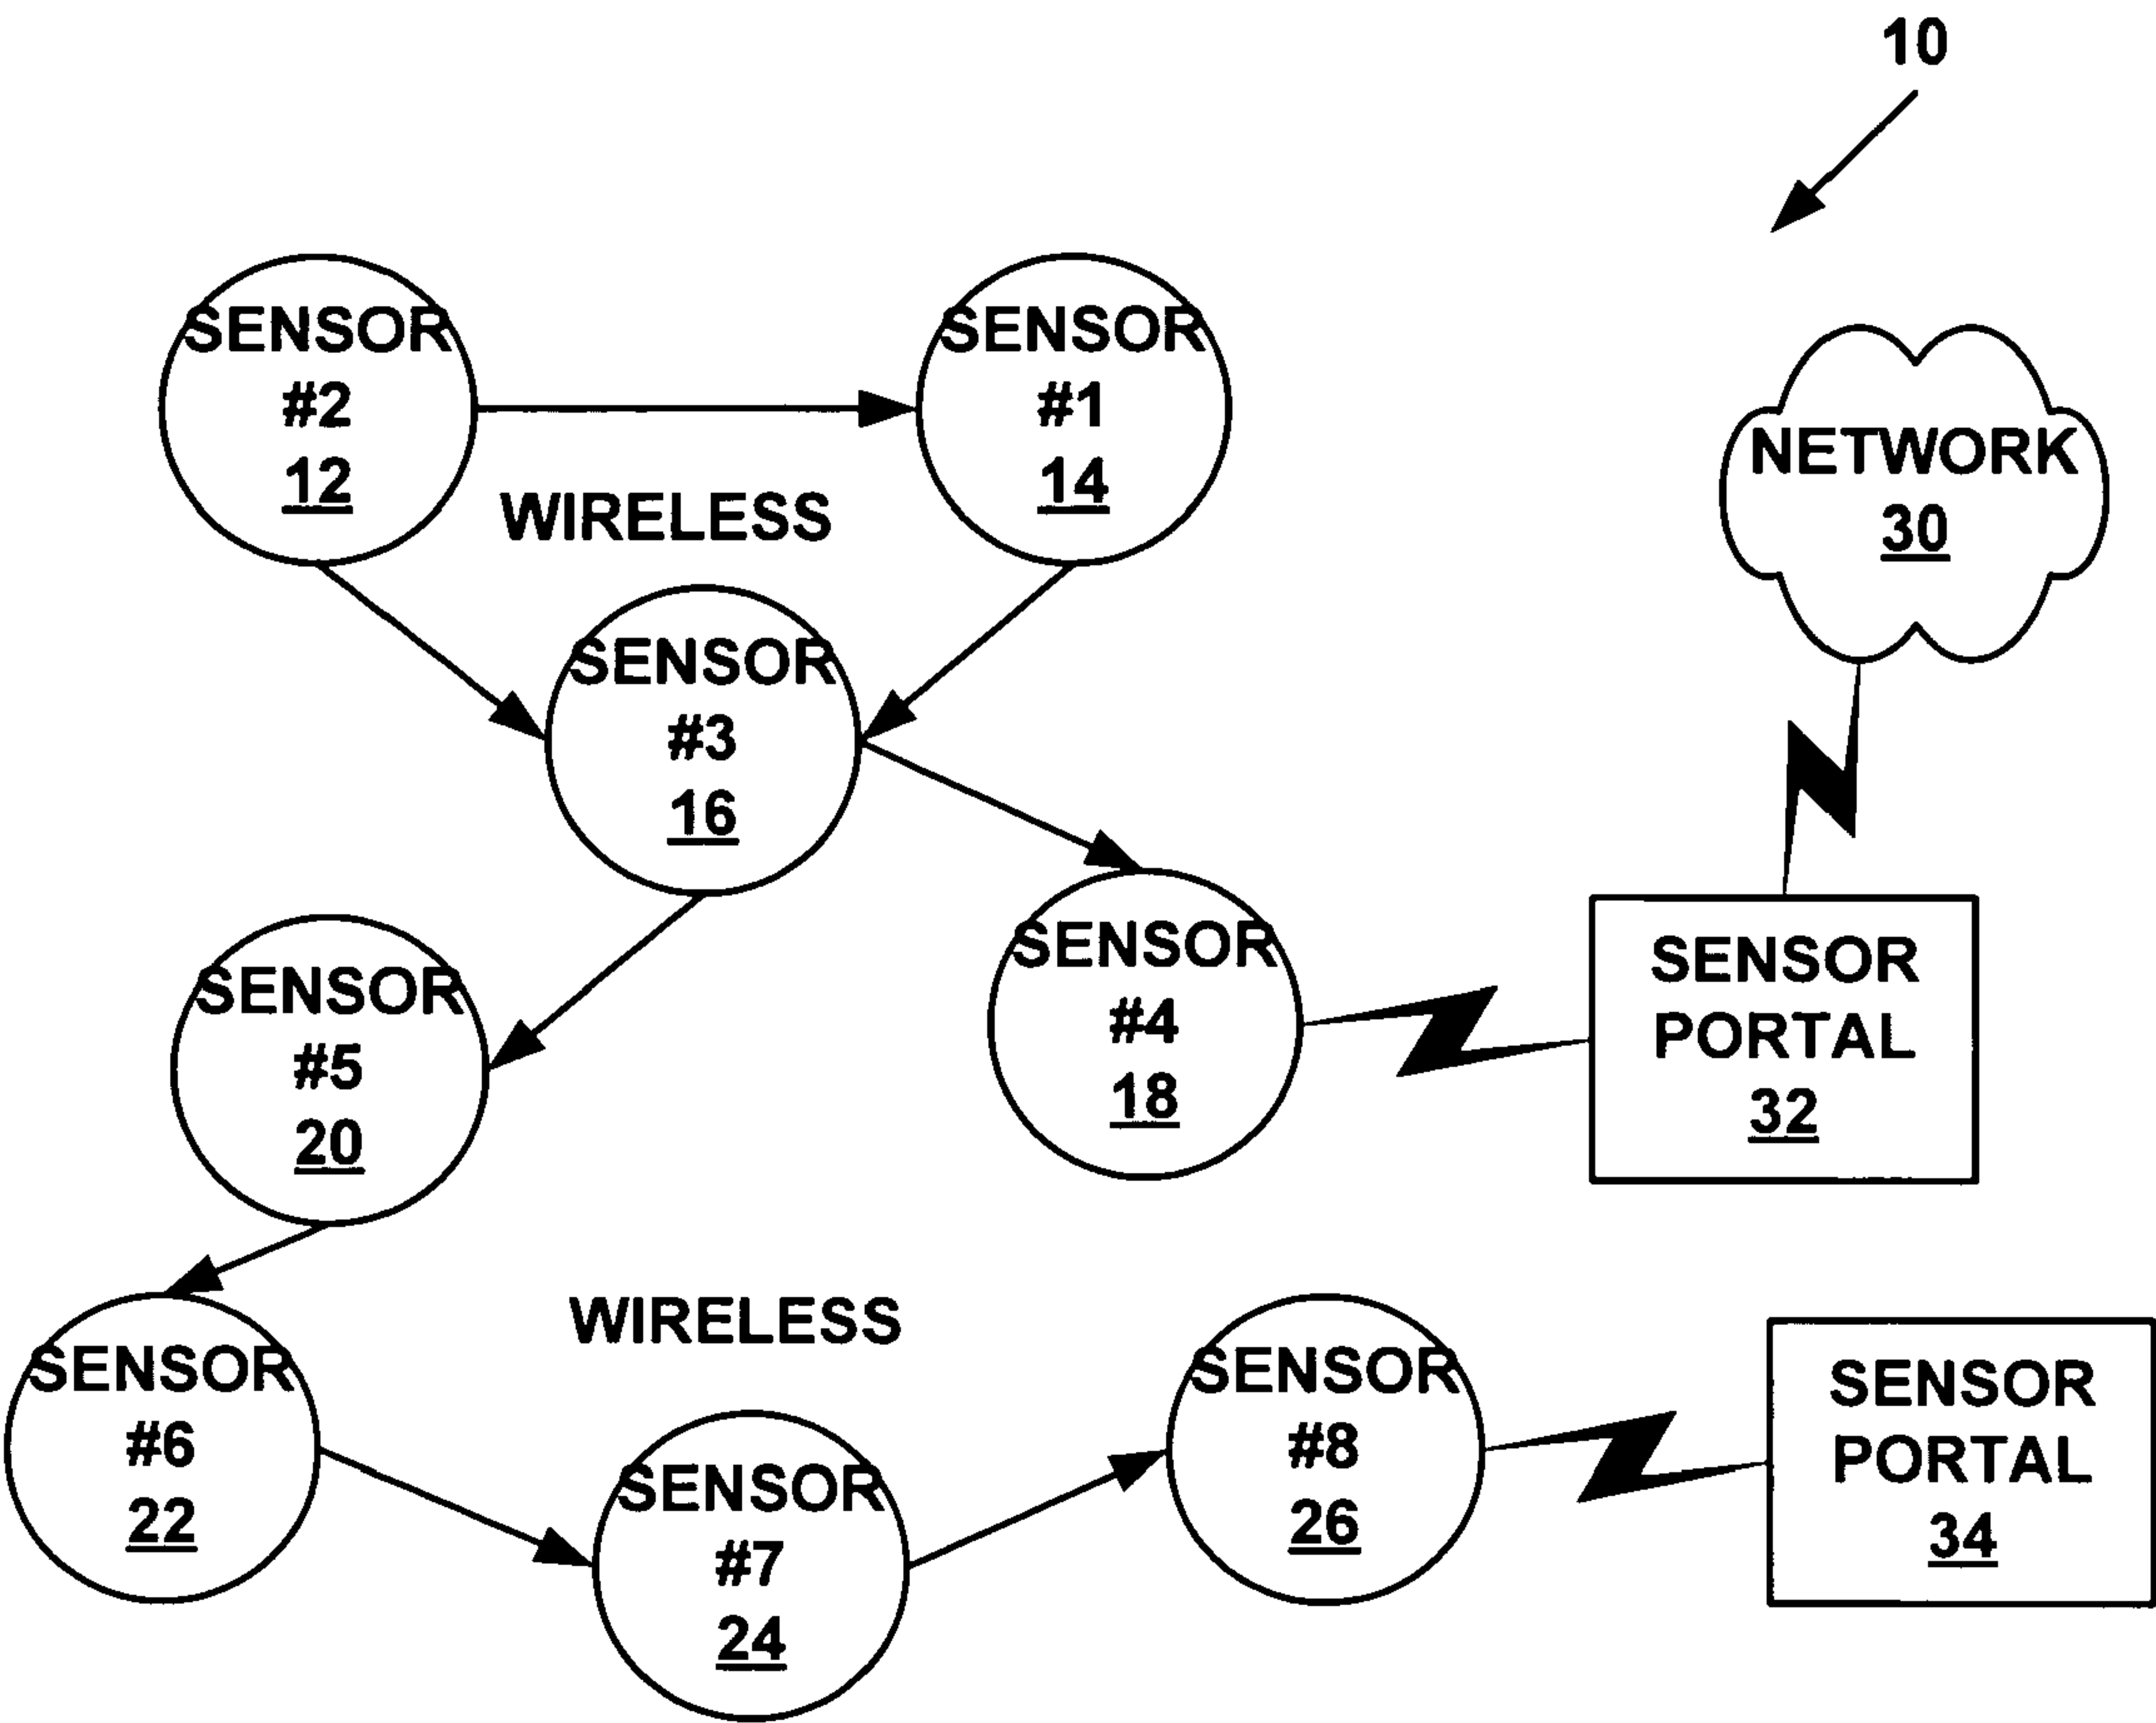 10
SENSOR
#2
12
SENSOR
#1
14
WIRELESS
NETWORK
30
SENSOR
#3
16
SENSOR
#4
18
SENSOR
PORTAL
32
SENSOR
#5
20
WIRELESS
SENSOR
#6
22
SENSOR
#7
24
SENSOR
#8
26
SENSOR
PORTAL
34